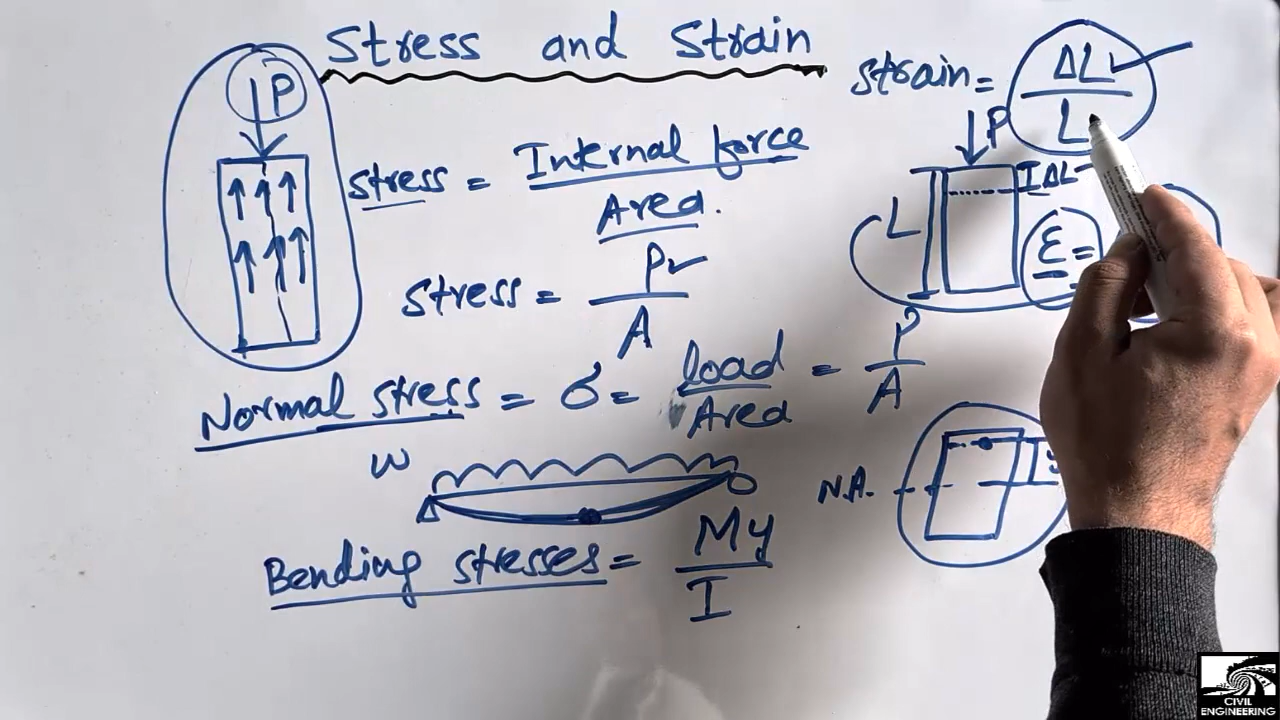 Stress and Strain
P
Stress = Internal force
Area.
Stress = P
A
Normal stress = σ = load = P
Area A
w
Bending stresses = My
I
Strain = ΔL
L
P
I ΔL
L
ε =
N.A.
y
CIVIL
ENGINEERING